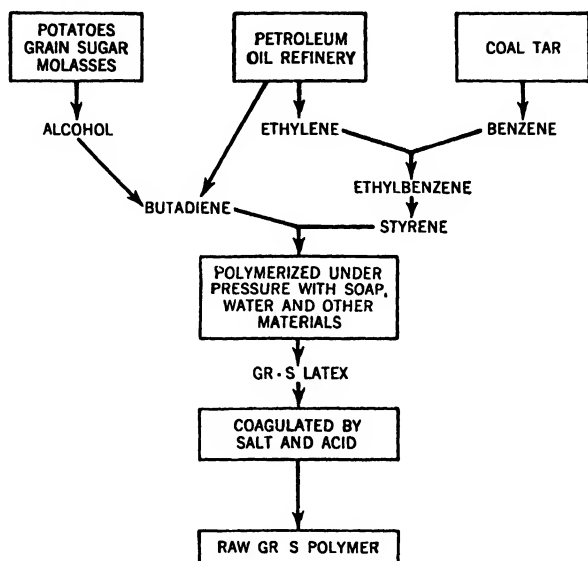 POTATOES
GRAIN SUGAR
MOLASSES
PETROLEUM
OIL REFINERY
COAL TAR
ALCOHOL
ETHYLENE
BENZENE
ETHYLBENZENE
BUTADIENE
STYRENE
POLYMERIZED UNDER
PRESSURE WITH SOAP,
WATER AND OTHER
MATERIALS
GR-S LATEX
COAGULATED BY
SALT AND ACID
RAW GR S POLYMER